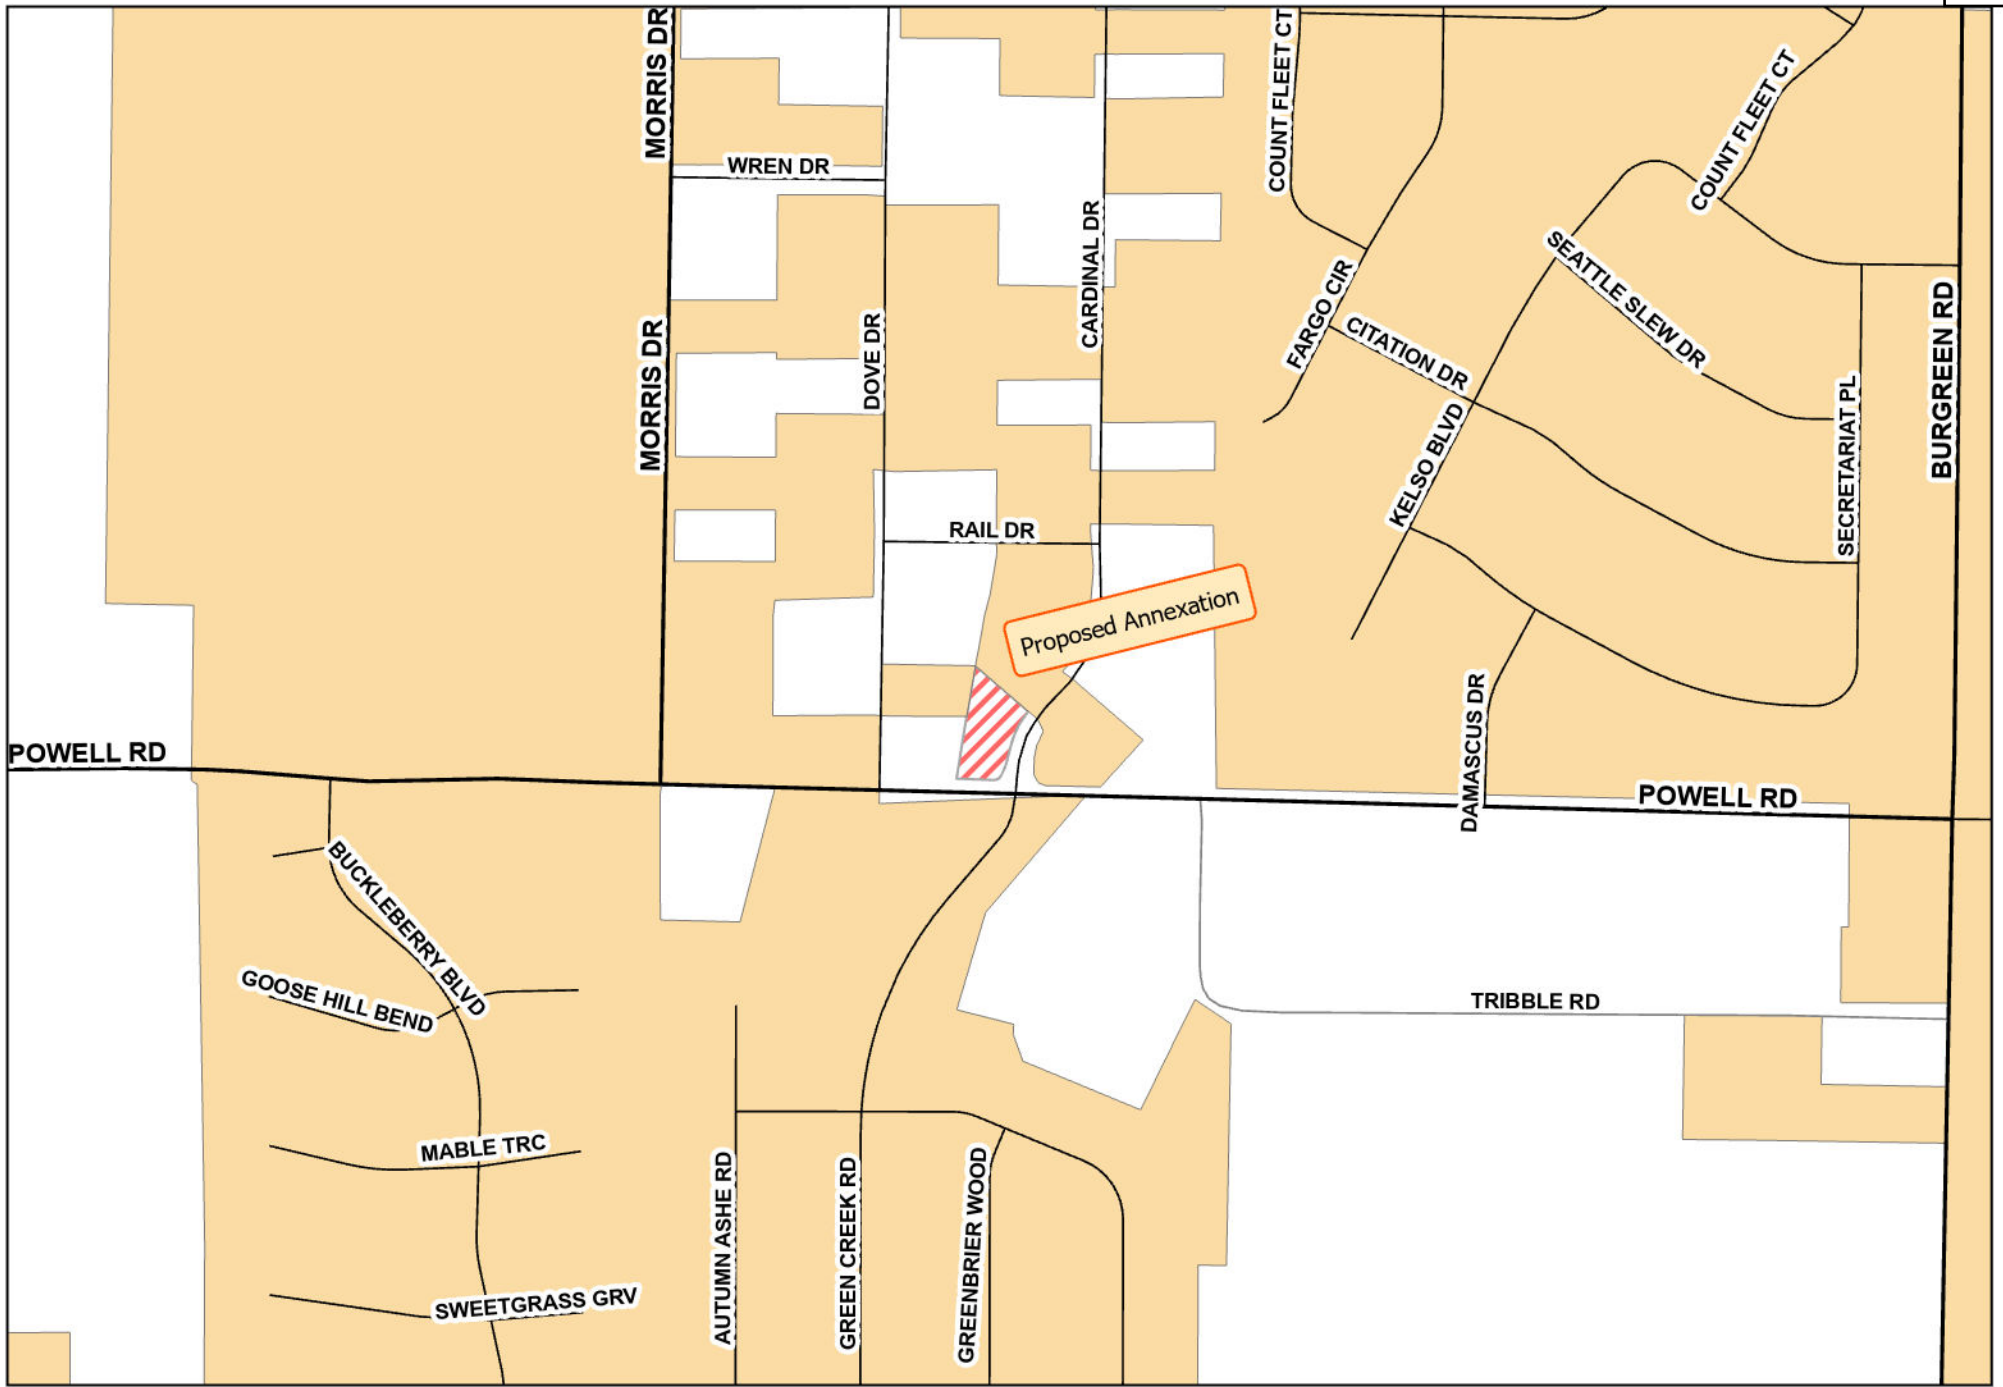 MORRIS DR
COUNT FLEET CT
COUNT FLEET CT
WREN DR
CARDINAL DR
SEATTLE SLEW DR
FARGO CIR
BURGREEN RD
DOVE DR
MORRIS DR
CITATION DR
SECRETARIAT PL
KELSO BLVD
RAIL DR
Proposed Annexation
DAMASCUS DR
POWELL RD
POWELL RD
BUCKLEBERRY BLVD
GOOSE HILL BEND
TRIBBLE RD
MABLE TRC
AUTUMN ASHE RD
GREEN CREEK RD
GREENBRIER WOOD
SWEETGRASS GRV